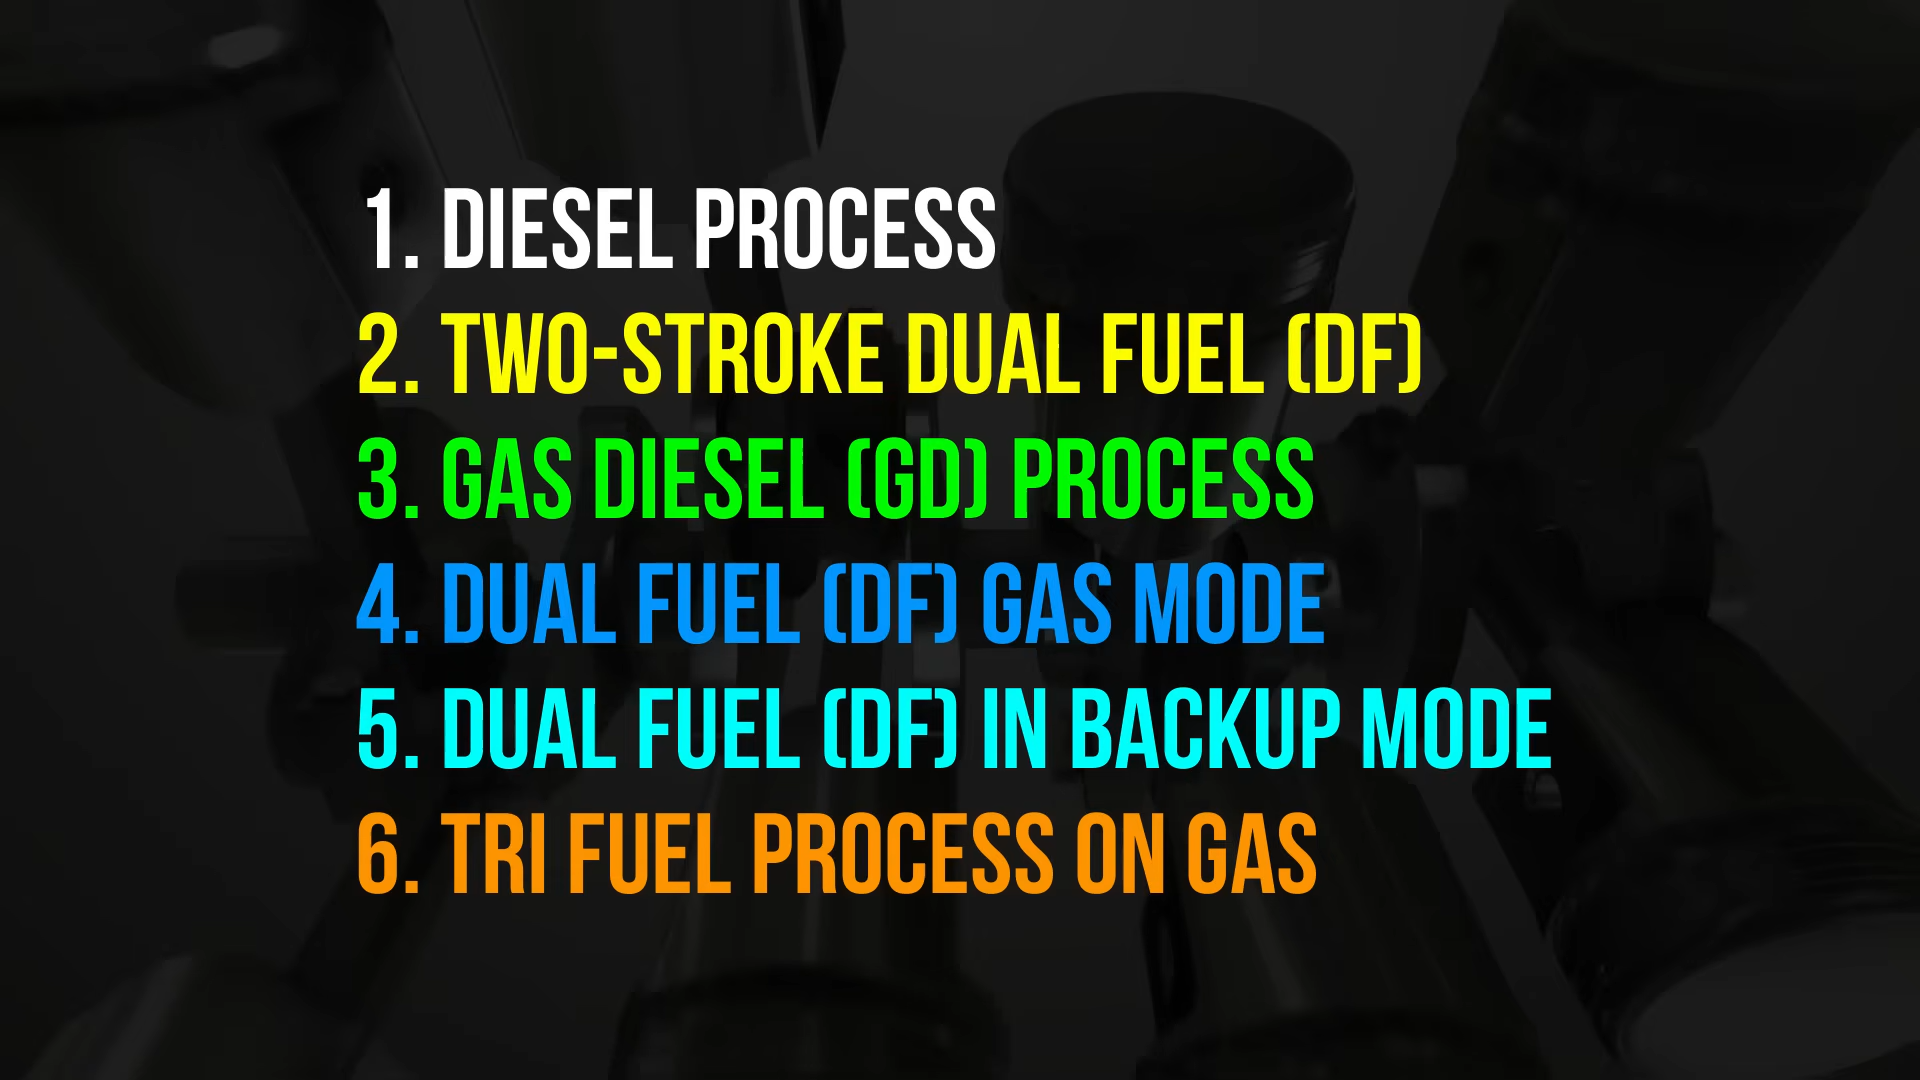 1. DIESEL PROCESS
2. TWO-STROKE DUAL FUEL (DF)
3. GAS DIESEL (GD) PROCESS
4. DUAL FUEL (DF) GAS MODE
5. DUAL FUEL (DF) IN BACKUP MODE
6. TRI FUEL PROCESS ON GAS